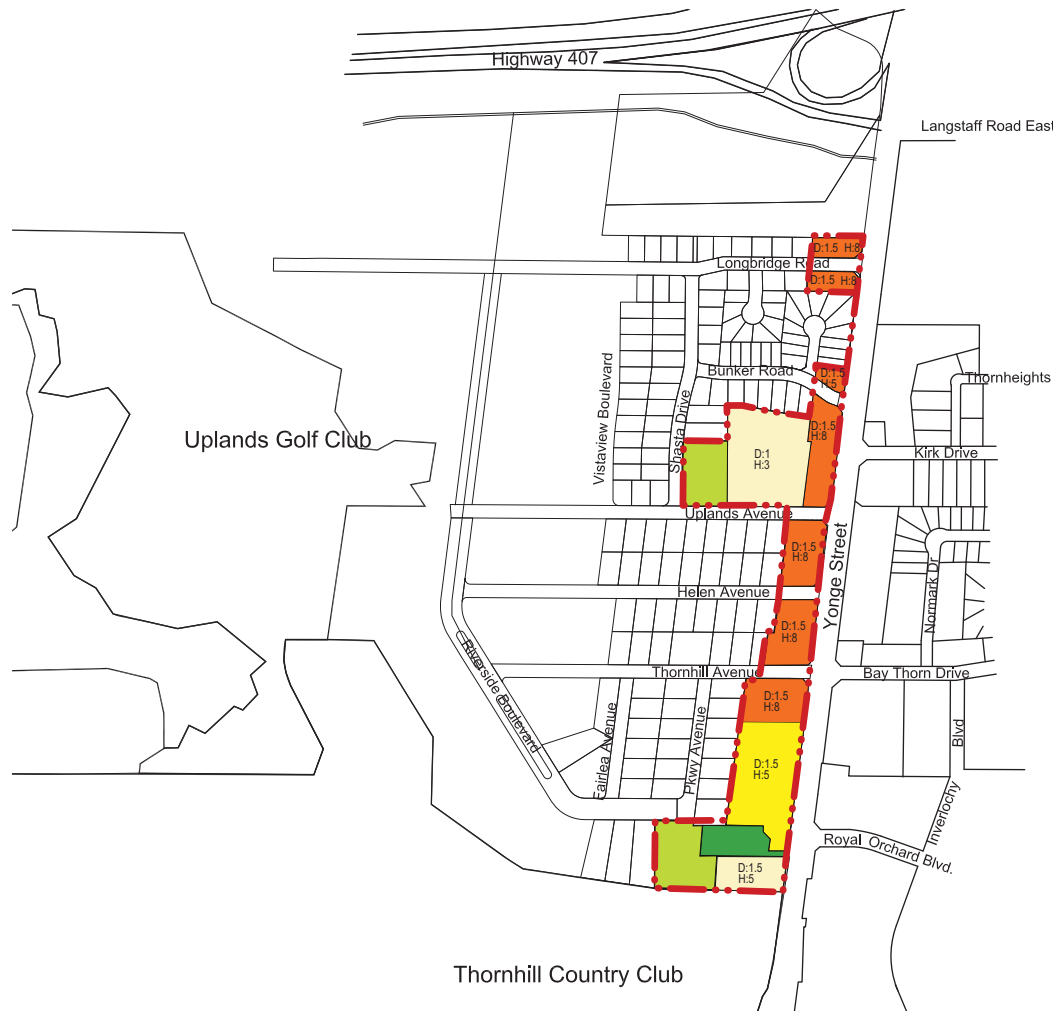 Highway 407
Langstaff Road East
D:1.5 H:8
Longbridge Road
D:1.5 H:8
Bunker Road
D:1.5
H:5
Thornheights
Vistaview Boulevard
Shasta Drive
D:1.5
H:8
Uplands Golf Club
D:1
H:3
Kirk Drive
Uplands Avenue
Yonge Street
D:1.5
H:8
Normark Dr
Helen Avenue
D:1.5
H:8
Riverside Boulevard
Thornhill Avenue
Bay Thorn Drive
D:1.5
H:8
Fairlea Avenue
Pkwy Avenue
D:1.5
H:5
Blvd
Inverlochy
Royal Orchard Blvd.
D:1.5
H:5
Thornhill Country Club